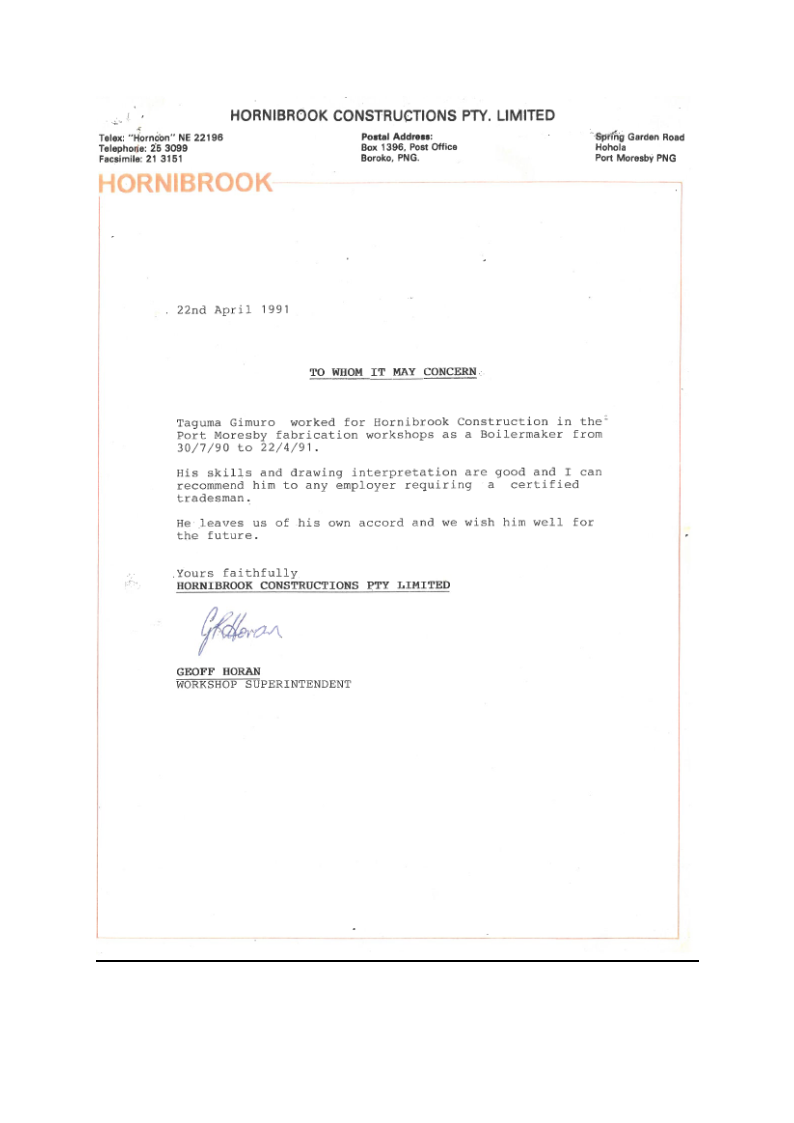 HORNIBROOK CONSTRUCTIONS PTY. LIMITED
Telex: "Horncon" NE 22196
Telephone: 25 3099
Facsimile: 21 3151
Postal Address:
Box 1396, Post Office
Boroko, PNG.
Spring Garden Road
Hohola
Port Moresby PNG
HORNIBROOK
22nd April 1991
TO WHOM IT MAY CONCERN
Taguma Gimuro worked for Hornibrook Construction in the
Port Moresby fabrication workshops as a Boilermaker from
30/7/90 to 22/4/91.
His skills and drawing interpretation are good and I can
recommend him to any employer requiring a certified
tradesman.
He leaves us of his own accord and we wish him well for
the future.
Yours faithfully
HORNIBROOK CONSTRUCTIONS PTY LIMITED
GRHoran
GEOFF HORAN
WORKSHOP SUPERINTENDENT